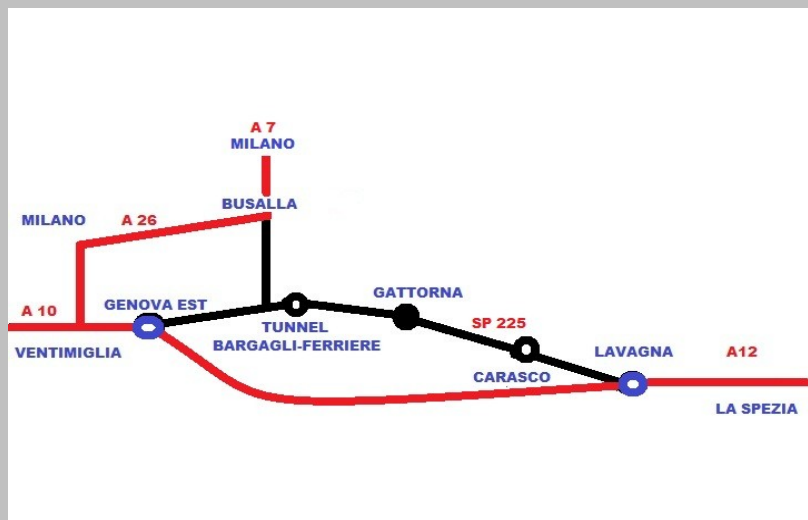 A 7
MILANO
BUSALLA
MILANO
A 26
A 10
GENOVA EST
GATTORNA
TUNNEL
BARGAGLI-FERRIERE
SP 225
VENTIMIGLIA
LAVAGNA
A12
CARASCO
LA SPEZIA